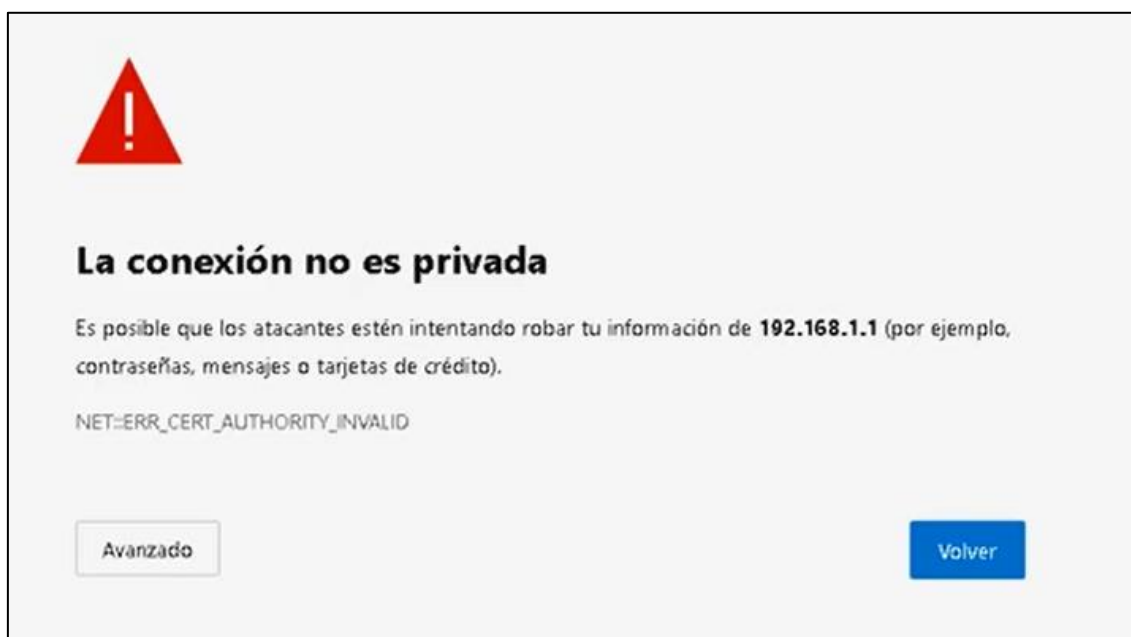 La conexión no es privada
Es posible que los atacantes estén intentando robar tu información de 192.168.1.1 (por ejemplo,
contraseñas, mensajes o tarjetas de crédito).
NET::ERR_CERT_AUTHORITY_INVALID
Avanzado
Volver